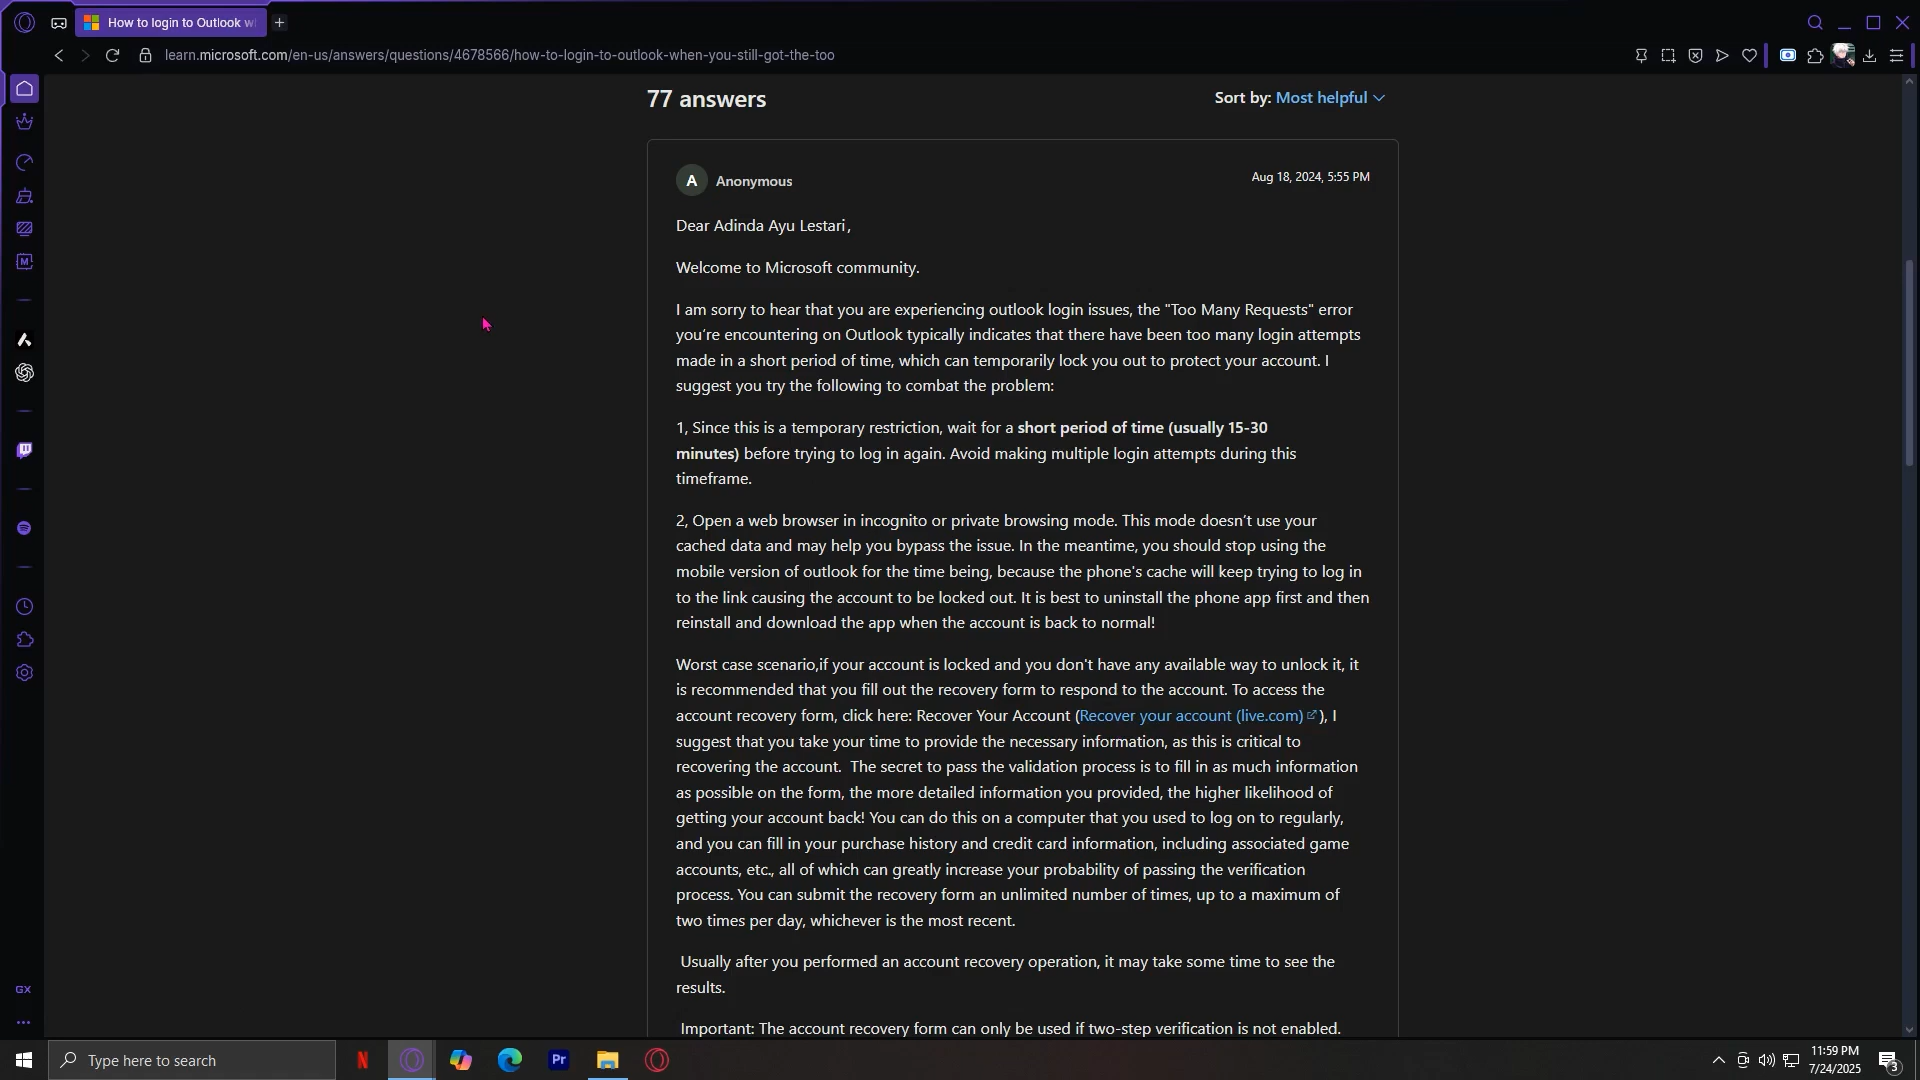 How to login to Outlook w
learn.microsoft.com/en-us/answers/questions/4678566/how-to-login-to-outlook-when-you-still-got-the-too
77 answers
Sort by: Most helpful
A
Anonymous
Aug 18, 2024, 5:55 PM
Dear Adinda Ayu Lestari,
Welcome to Microsoft community.
I am sorry to hear that you are experiencing outlook login issues, the "Too Many Requests" error
you're encountering on Outlook typically indicates that there have been too many login attempts
made in a short period of time, which can temporarily lock you out to protect your account. I
suggest you try the following to combat the problem:
1, Since this is a temporary restriction, wait for a short period of time (usually 15-30
minutes) before trying to log in again. Avoid making multiple login attempts during this
timeframe.
2, Open a web browser in incognito or private browsing mode. This mode doesn’t use your
cached data and may help you bypass the issue. In the meantime, you should stop using the
mobile version of outlook for the time being, because the phone's cache will keep trying to log in
to the link causing the account to be locked out. It is best to uninstall the phone app first and then
reinstall and download the app when the account is back to normal!
Worst case scenario,if your account is locked and you don't have any available way to unlock it, it
is recommended that you fill out the recovery form to respond to the account. To access the
account recovery form, click here: Recover Your Account (Recover your account (live.com)), I
suggest that you take your time to provide the necessary information, as this is critical to
recovering the account.  The secret to pass the validation process is to fill in as much information
as possible on the form, the more detailed information you provided, the higher likelihood of
getting your account back! You can do this on a computer that you used to log on to regularly,
and you can fill in your purchase history and credit card information, including associated game
accounts, etc., all of which can greatly increase your probability of passing the verification
process. You can submit the recovery form an unlimited number of times, up to a maximum of
two times per day, whichever is the most recent.
Usually after you performed an account recovery operation, it may take some time to see the
results.
Important: The account recovery form can only be used if two-step verification is not enabled.
M
GX
Type here to search
N
Pr
11:59 PM
7/24/2025
3